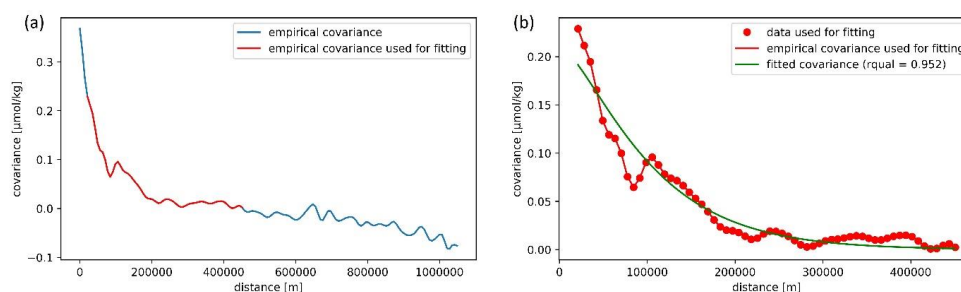 (a)
empirical covariance
empirical covariance used for fitting
covariance [µmol/kg]
0.3
0.2
0.1
0.0
−0.1
0
200000
400000
600000
800000
1000000
distance [m]
(b)
data used for fitting
empirical covariance used for fitting
fitted covariance (rqual = 0.952)
covariance [µmol/kg]
0.20
0.15
0.10
0.05
0.00
0
100000
200000
300000
400000
distance [m]